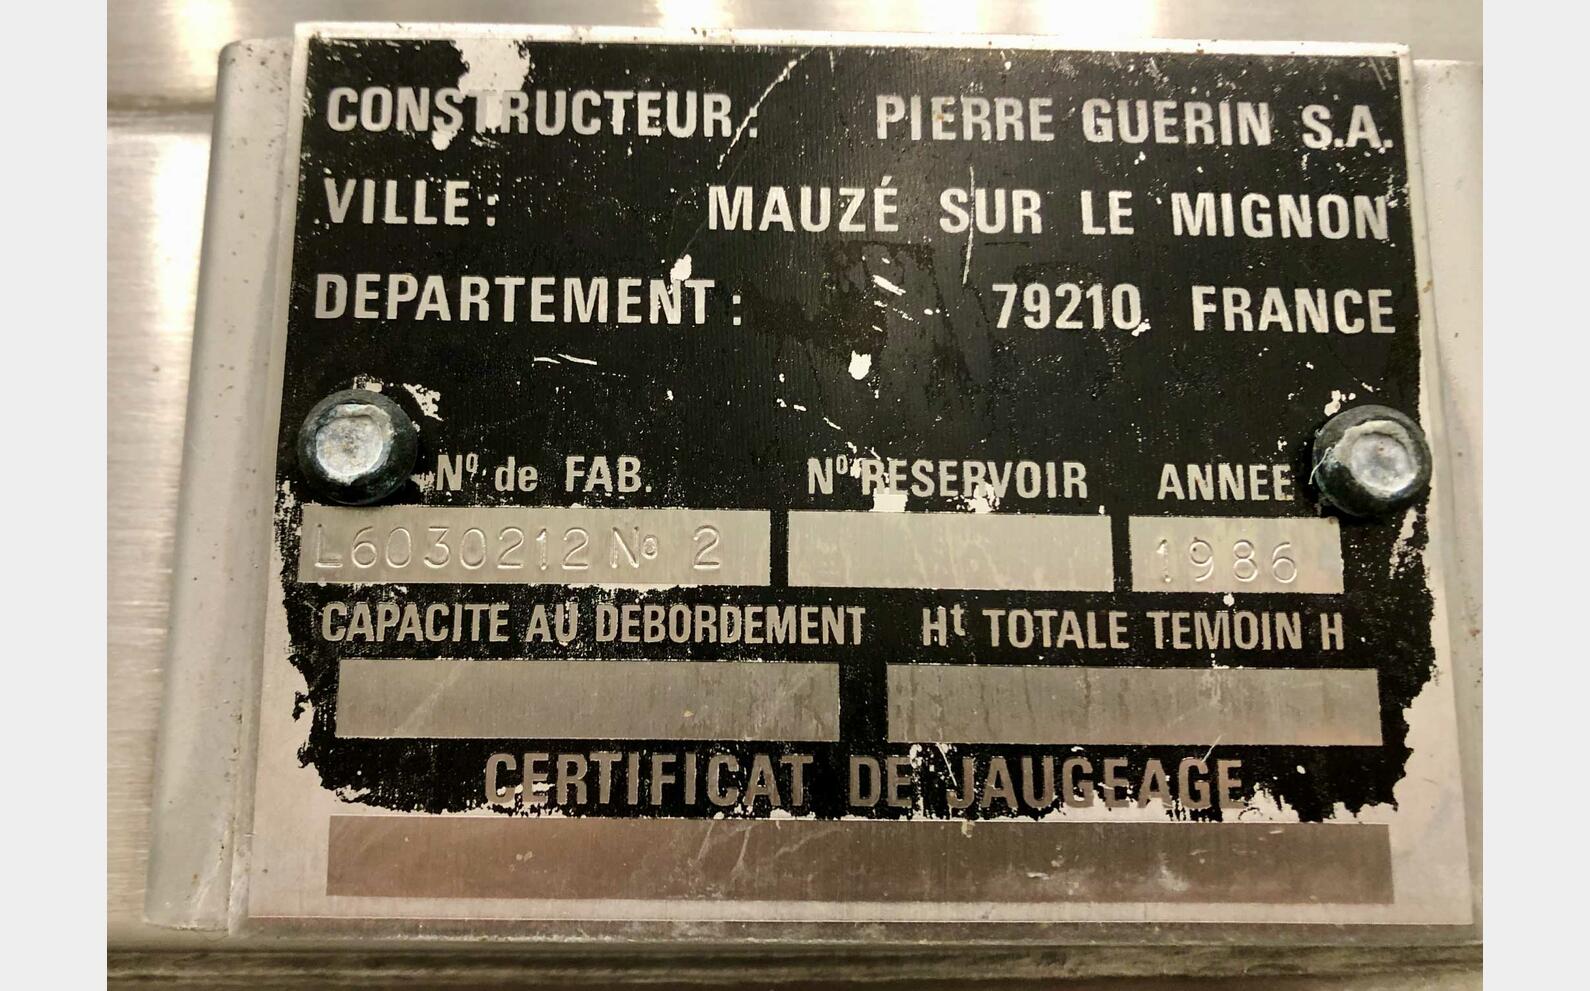 CONSTRUCTEUR: PIERRE GUERIN S.A.
VILLE: MAUZÉ SUR LE MIGNON
DEPARTEMENT: 79210 FRANCE
Nº de FAB. Nº RESERVOIR ANNEE
L6030212 No 2 1986
CAPACITE AU DEBORDEMENT Ht TOTALE TEMOIN H
CERTIFICAT DE JAUGEAGE